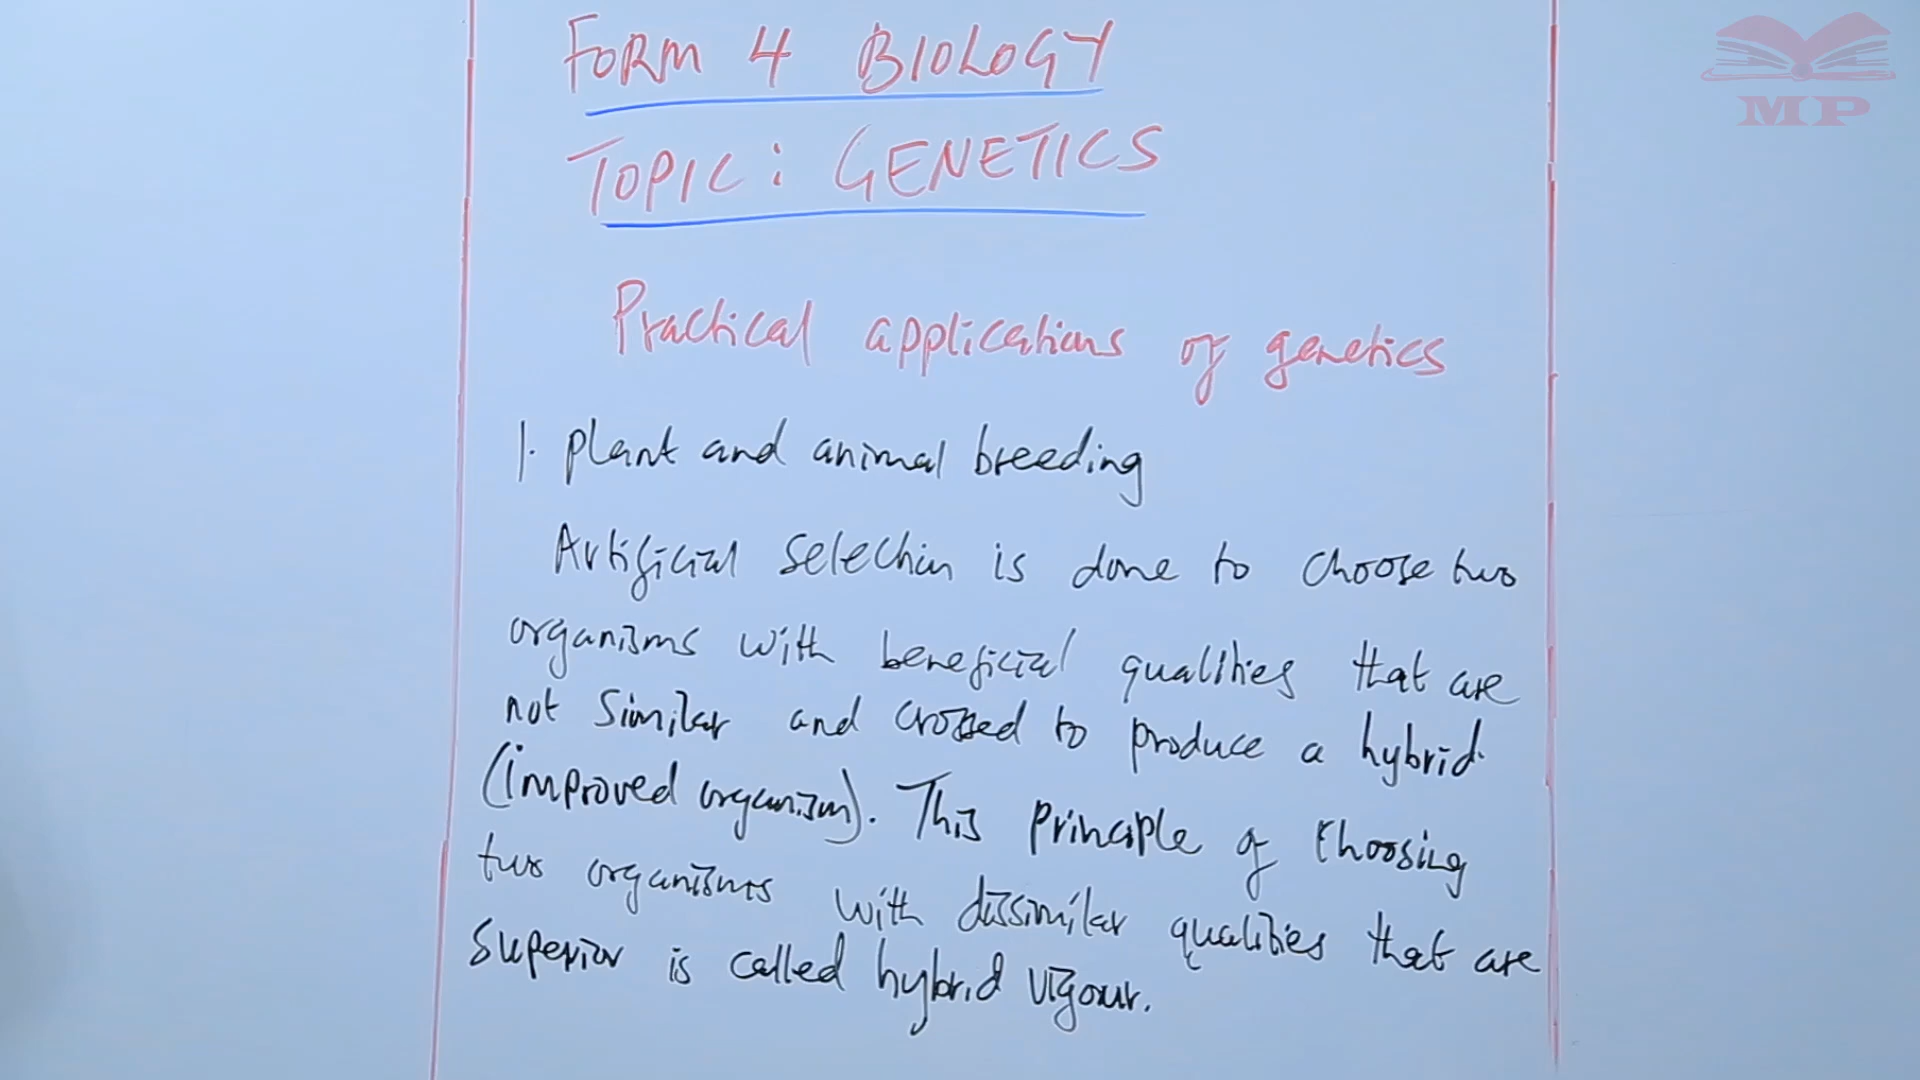 FORM 4 BIOLOGY
TOPIC: GENETICS
Practical applications of genetics
1. plant and animal breeding
Artificial selection is done to choose two
organisms with beneficial qualities that are
not similar and crossed to produce a hybrid
(improved organism). This principle of choosing
two organisms with dissimilar qualities that are
superior is called hybrid vigour.
MP